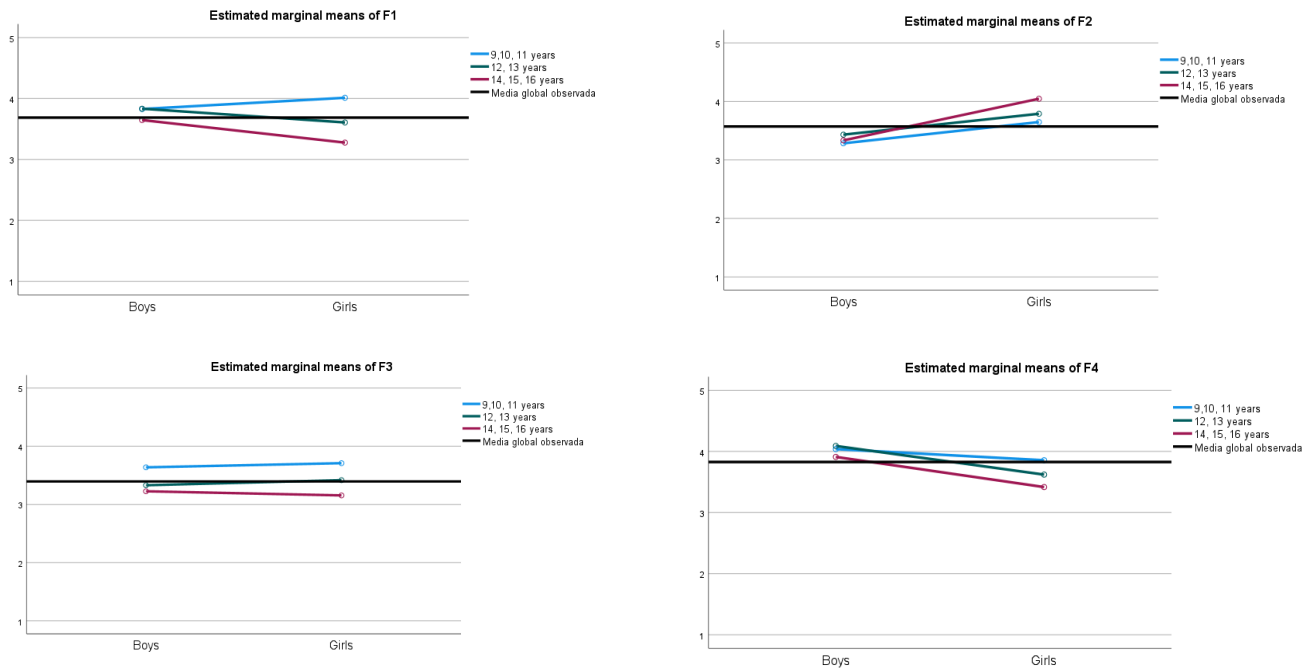 Estimated marginal means of F1
5
4
3
2
1
Boys
Girls
9,10, 11 years
12, 13 years
14, 15, 16 years
Media global observada
Estimated marginal means of F2
5
4
3
2
1
Boys
Girls
9,10, 11 years
12, 13 years
14, 15, 16 years
Media global observada
Estimated marginal means of F3
5
4
3
2
1
Boys
Girls
9,10, 11 years
12, 13 years
14, 15, 16 years
Media global observada
Estimated marginal means of F4
5
4
3
2
1
Boys
Girls
9,10, 11 years
12, 13 years
14, 15, 16 years
Media global observada